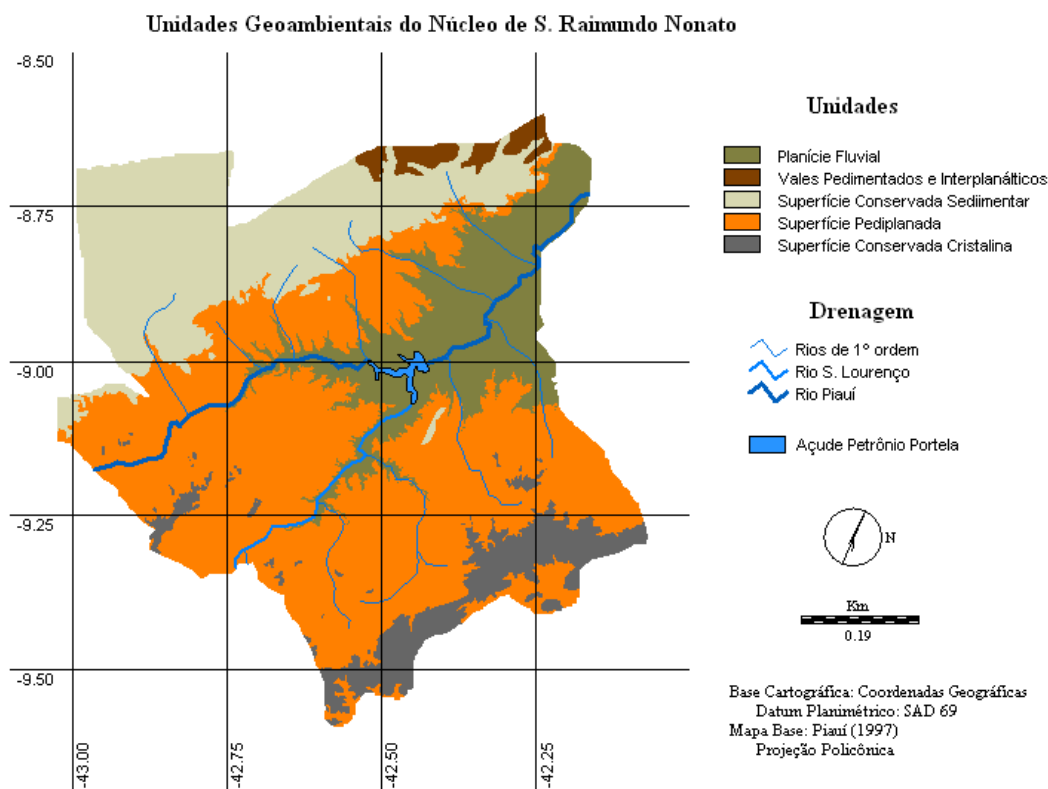 Unidades Geoambientais do Núcleo de S. Raimundo Nonato
-8.50
-8.75
-9.00
-9.25
-9.50
-43.00
-42.75
-42.50
-42.25
Unidades
Planície Fluvial
Vales Pedimentados e Interplanáticos
Superfície Conservada Sediimentar
Superfície Pediplanada
Superfície Conservada Cristalina
Drenagem
Rios de 1º ordem
Rio S. Lourenço
Rio Piauí
Açude Petrônio Portela
N
Km
0.19
Base Cartográfica: Coordenadas Geográficas
Datum Planimétrico: SAD 69
Mapa Base: Piauí (1997)
Projeção Policônica